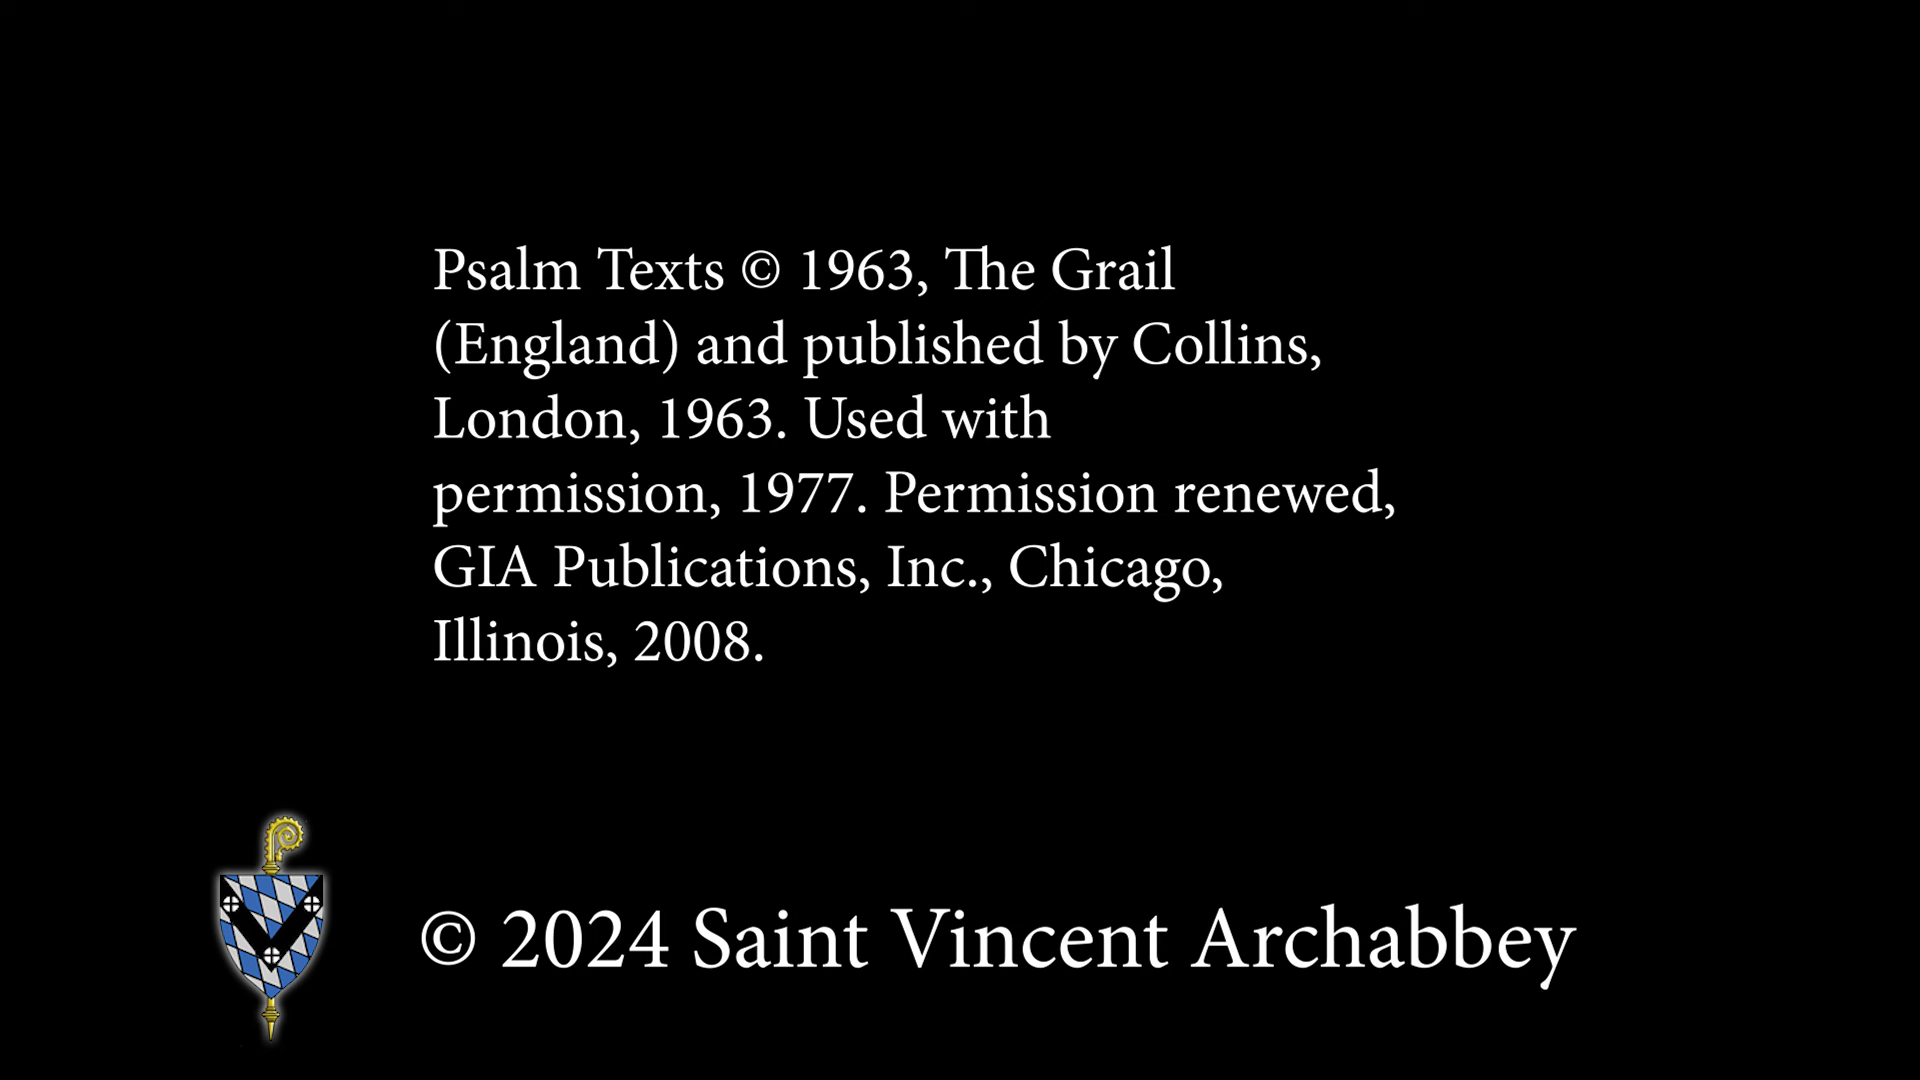 Psalm Texts © 1963, The Grail
(England) and published by Collins,
London, 1963. Used with
permission, 1977. Permission renewed,
GIA Publications, Inc., Chicago,
Illinois, 2008.
© 2024 Saint Vincent Archabbey